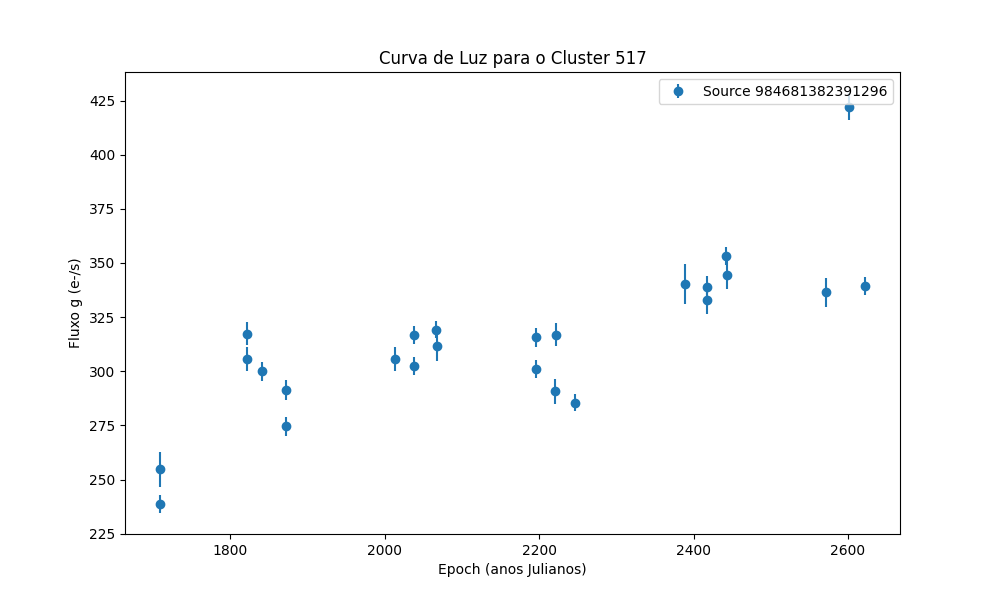 Curva de Luz para o Cluster 517
Source 984681382391296
425
400
375
350
325
300
275
250
225
Fluxo g (e-/s)
1800 2000 2200 2400 2600
Epoch (anos Julianos)